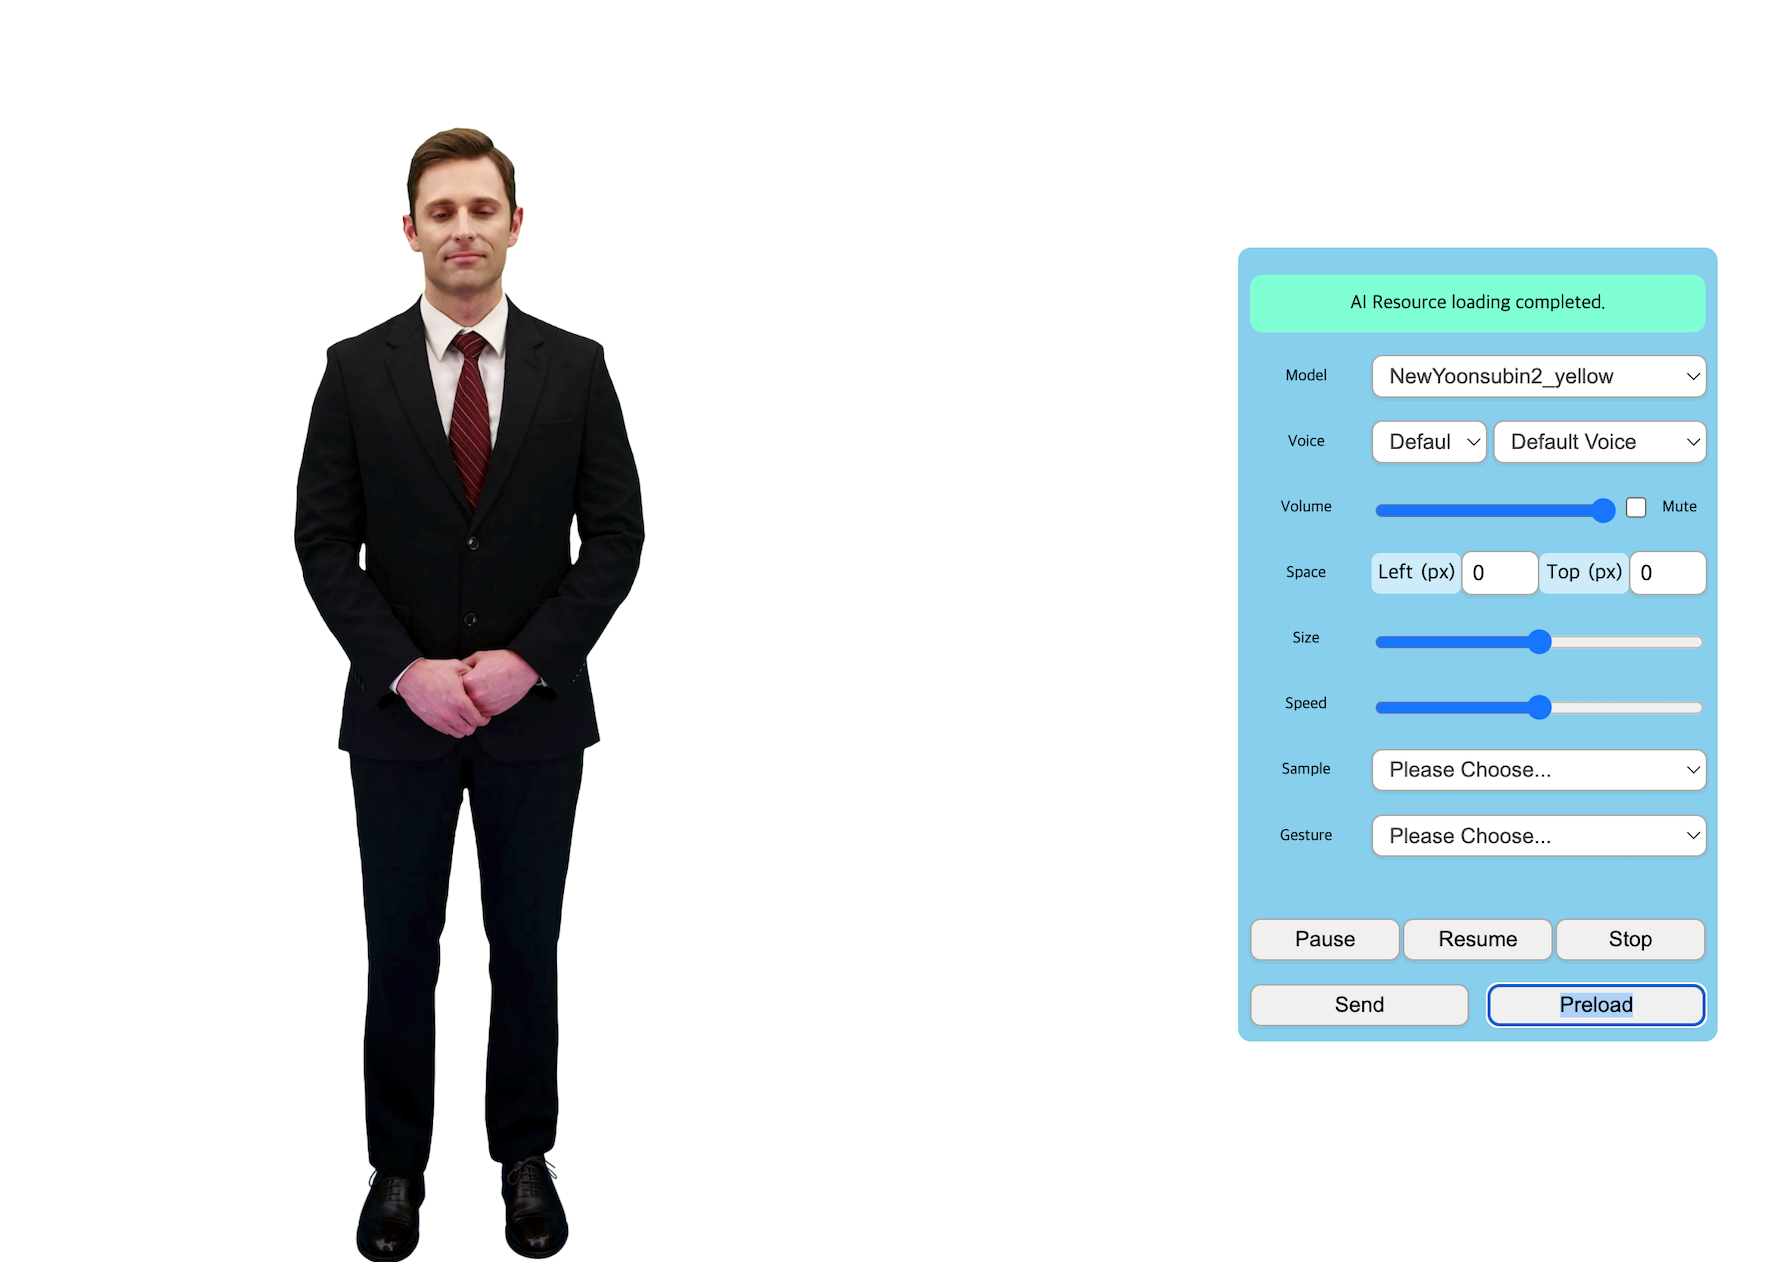 AI Resource loading completed.
Model NewYoonsubin2_yellow
Voice Defaul Default Voice
Volume Mute
Space Left (px) 0 Top (px) 0
Size
Speed
Sample Please Choose...
Gesture Please Choose...
Pause Resume Stop
Send Preload